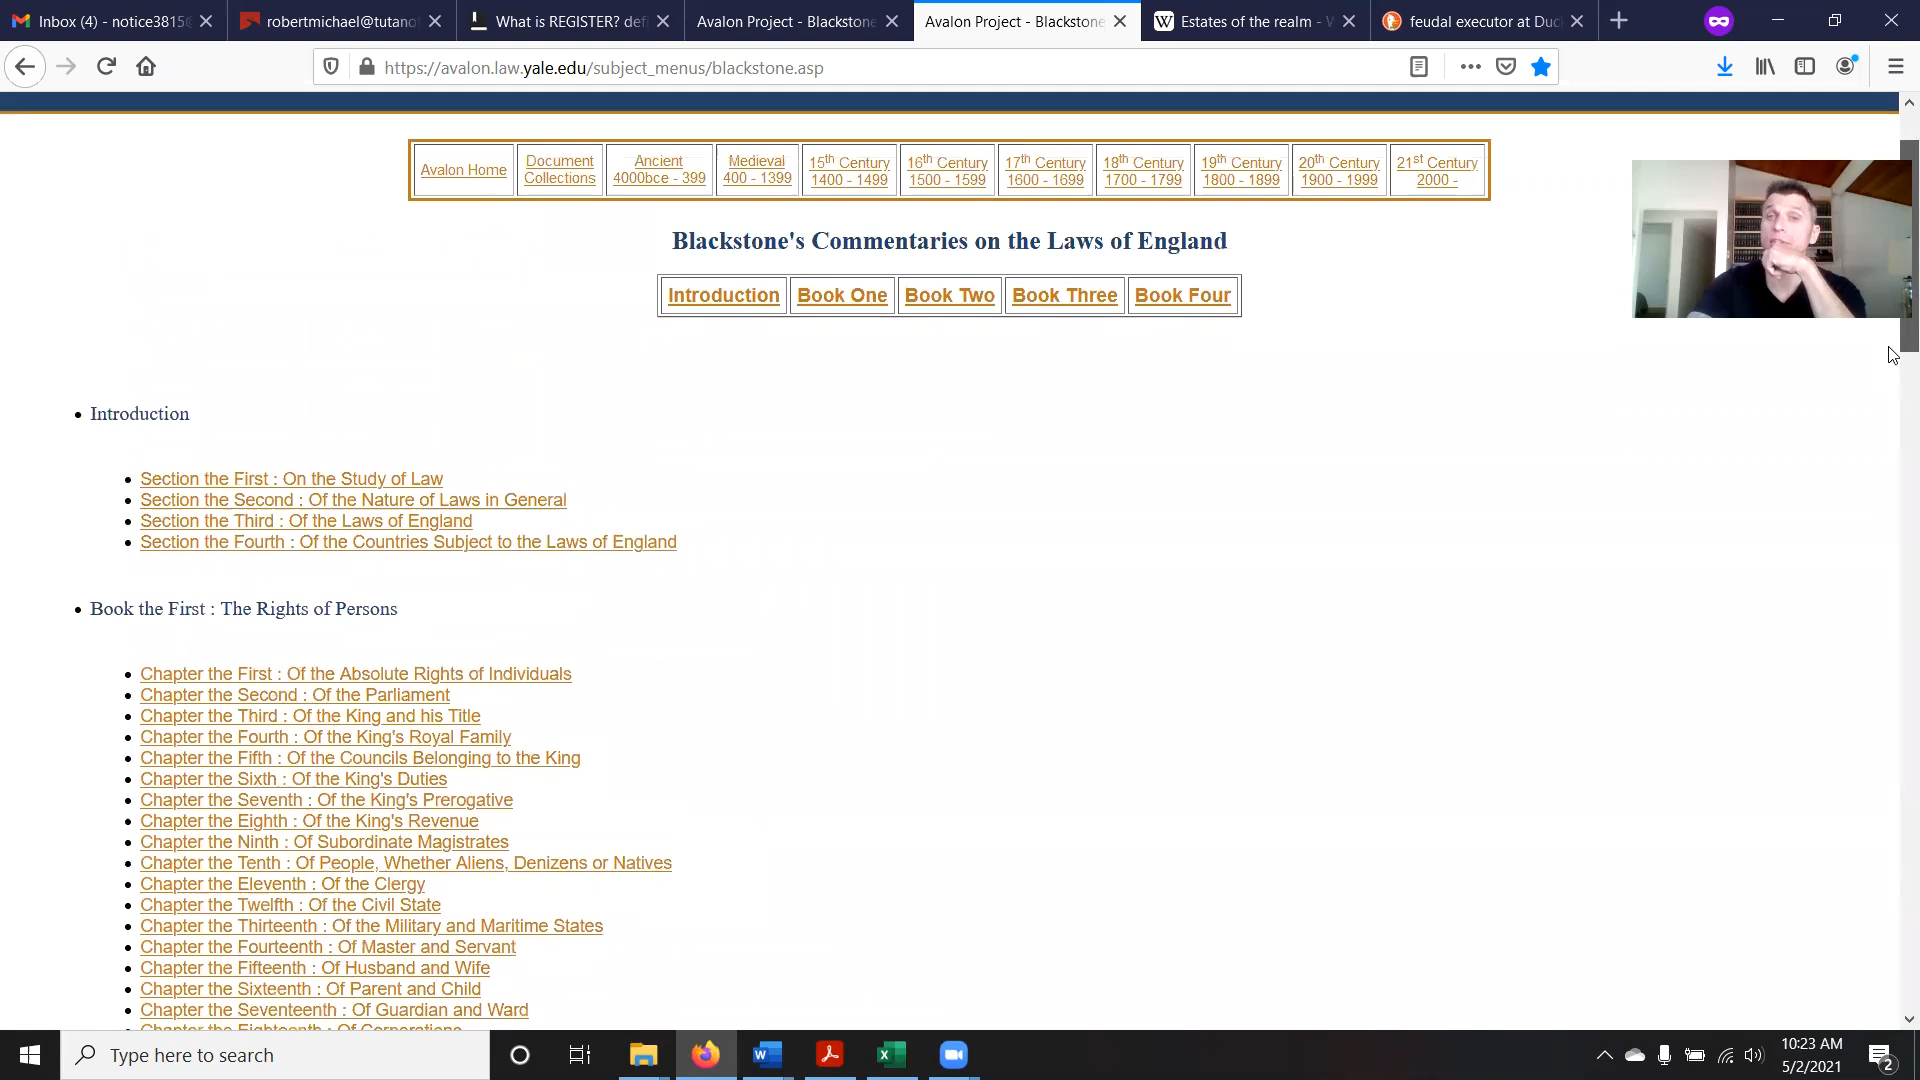 Inbox (4) - notice3815
robertmichael@tutano
What is REGISTER? defi
Avalon Project - Blackstone
Avalon Project - Blackstone
Estates of the realm - W
feudal executor at Duc
https://avalon.law.yale.edu/subject_menus/blackstone.asp
Avalon Home
Document Collections
Ancient 4000bce - 399
Medieval 400 - 1399
15th Century 1400 - 1499
16th Century 1500 - 1599
17th Century 1600 - 1699
18th Century 1700 - 1799
19th Century 1800 - 1899
20th Century 1900 - 1999
21st Century 2000 -
Blackstone's Commentaries on the Laws of England
Introduction Book One Book Two Book Three Book Four
Introduction
Section the First : On the Study of Law
Section the Second : Of the Nature of Laws in General
Section the Third : Of the Laws of England
Section the Fourth : Of the Countries Subject to the Laws of England
Book the First : The Rights of Persons
Chapter the First : Of the Absolute Rights of Individuals
Chapter the Second : Of the Parliament
Chapter the Third : Of the King and his Title
Chapter the Fourth : Of the King's Royal Family
Chapter the Fifth : Of the Councils Belonging to the King
Chapter the Sixth : Of the King's Duties
Chapter the Seventh : Of the King's Prerogative
Chapter the Eighth : Of the King's Revenue
Chapter the Ninth : Of Subordinate Magistrates
Chapter the Tenth : Of People, Whether Aliens, Denizens or Natives
Chapter the Eleventh : Of the Clergy
Chapter the Twelfth : Of the Civil State
Chapter the Thirteenth : Of the Military and Maritime States
Chapter the Fourteenth : Of Master and Servant
Chapter the Fifteenth : Of Husband and Wife
Chapter the Sixteenth : Of Parent and Child
Chapter the Seventeenth : Of Guardian and Ward
Chapter the Eighteenth : Of Corporations
Type here to search
10:23 AM
5/2/2021
2